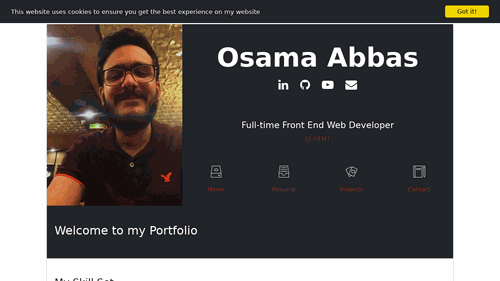 This website uses cookies to ensure you get the best experience on my website
Got it!
Osama Abbas
Full-time Front End Web Developer
Home
Resume
Projects
Contact
Welcome to my Portfolio
My Skill Set